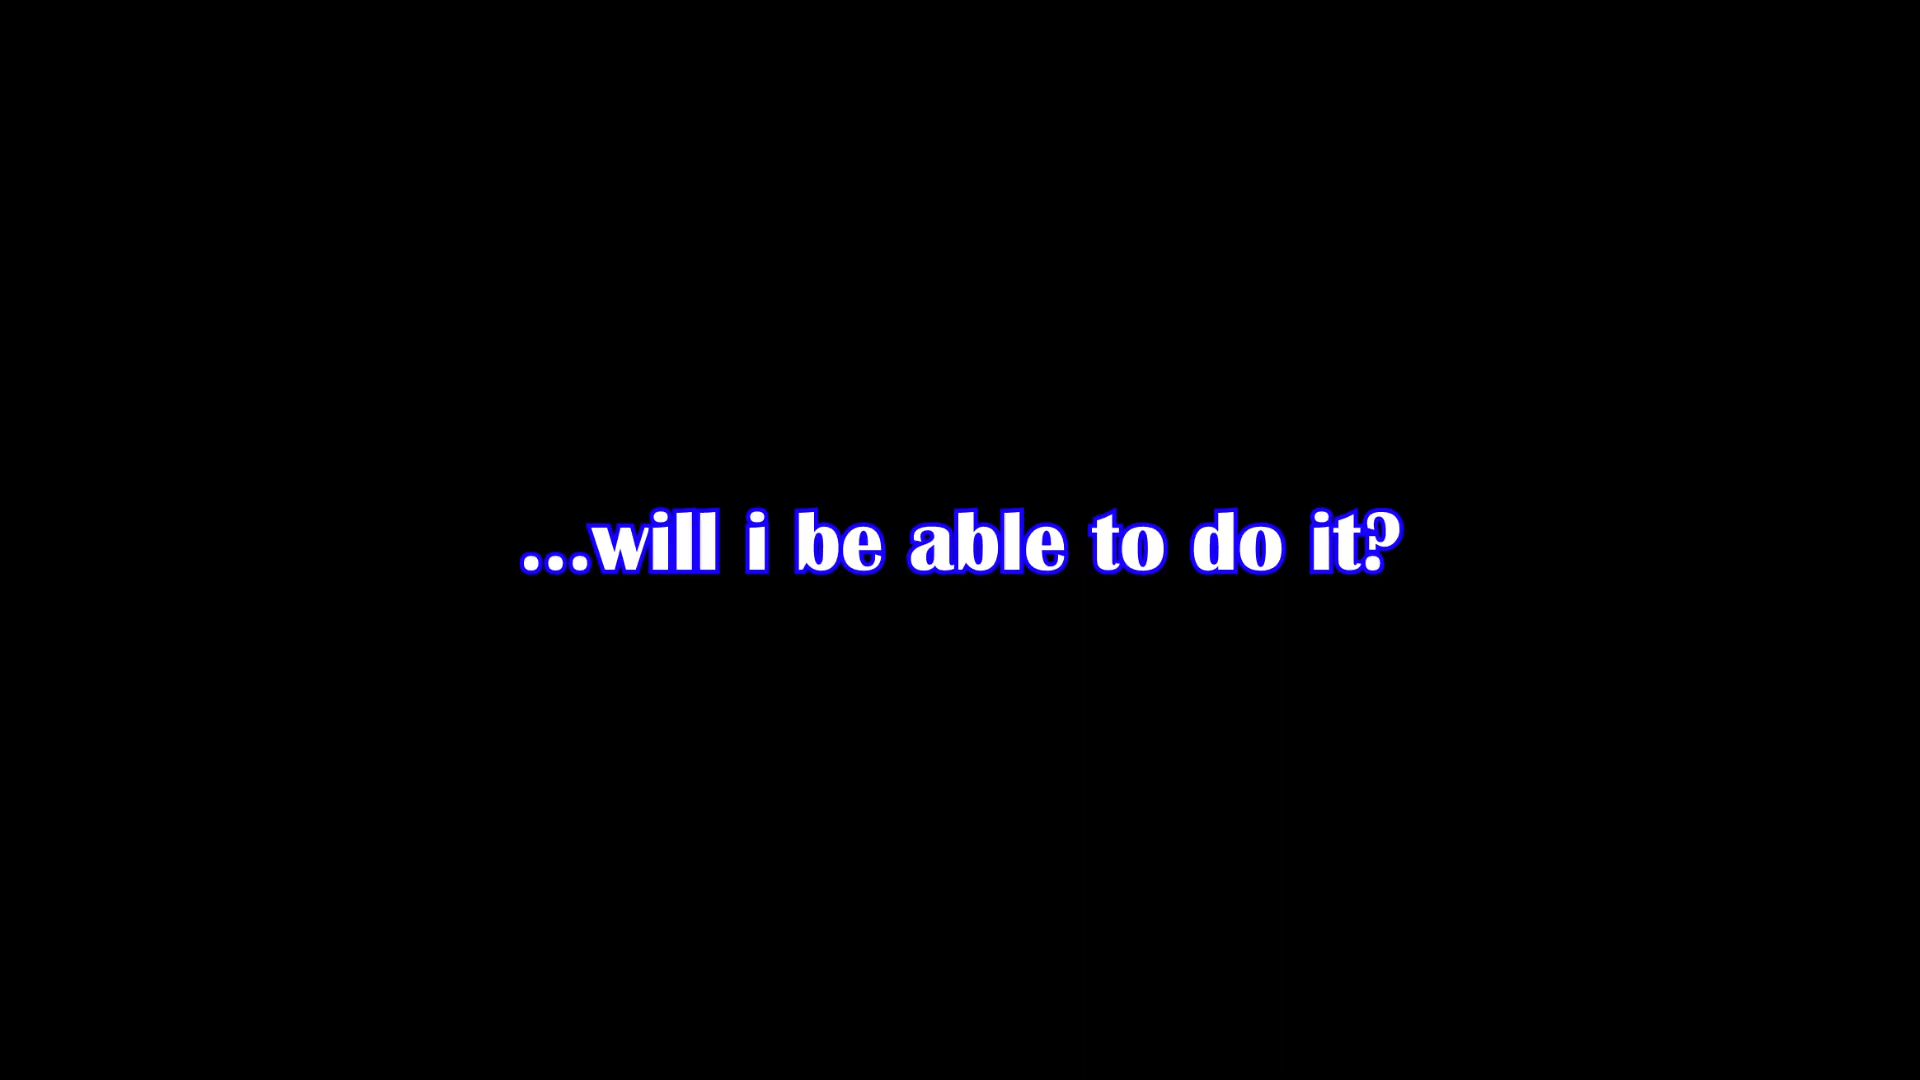 ...will i be able to do it?